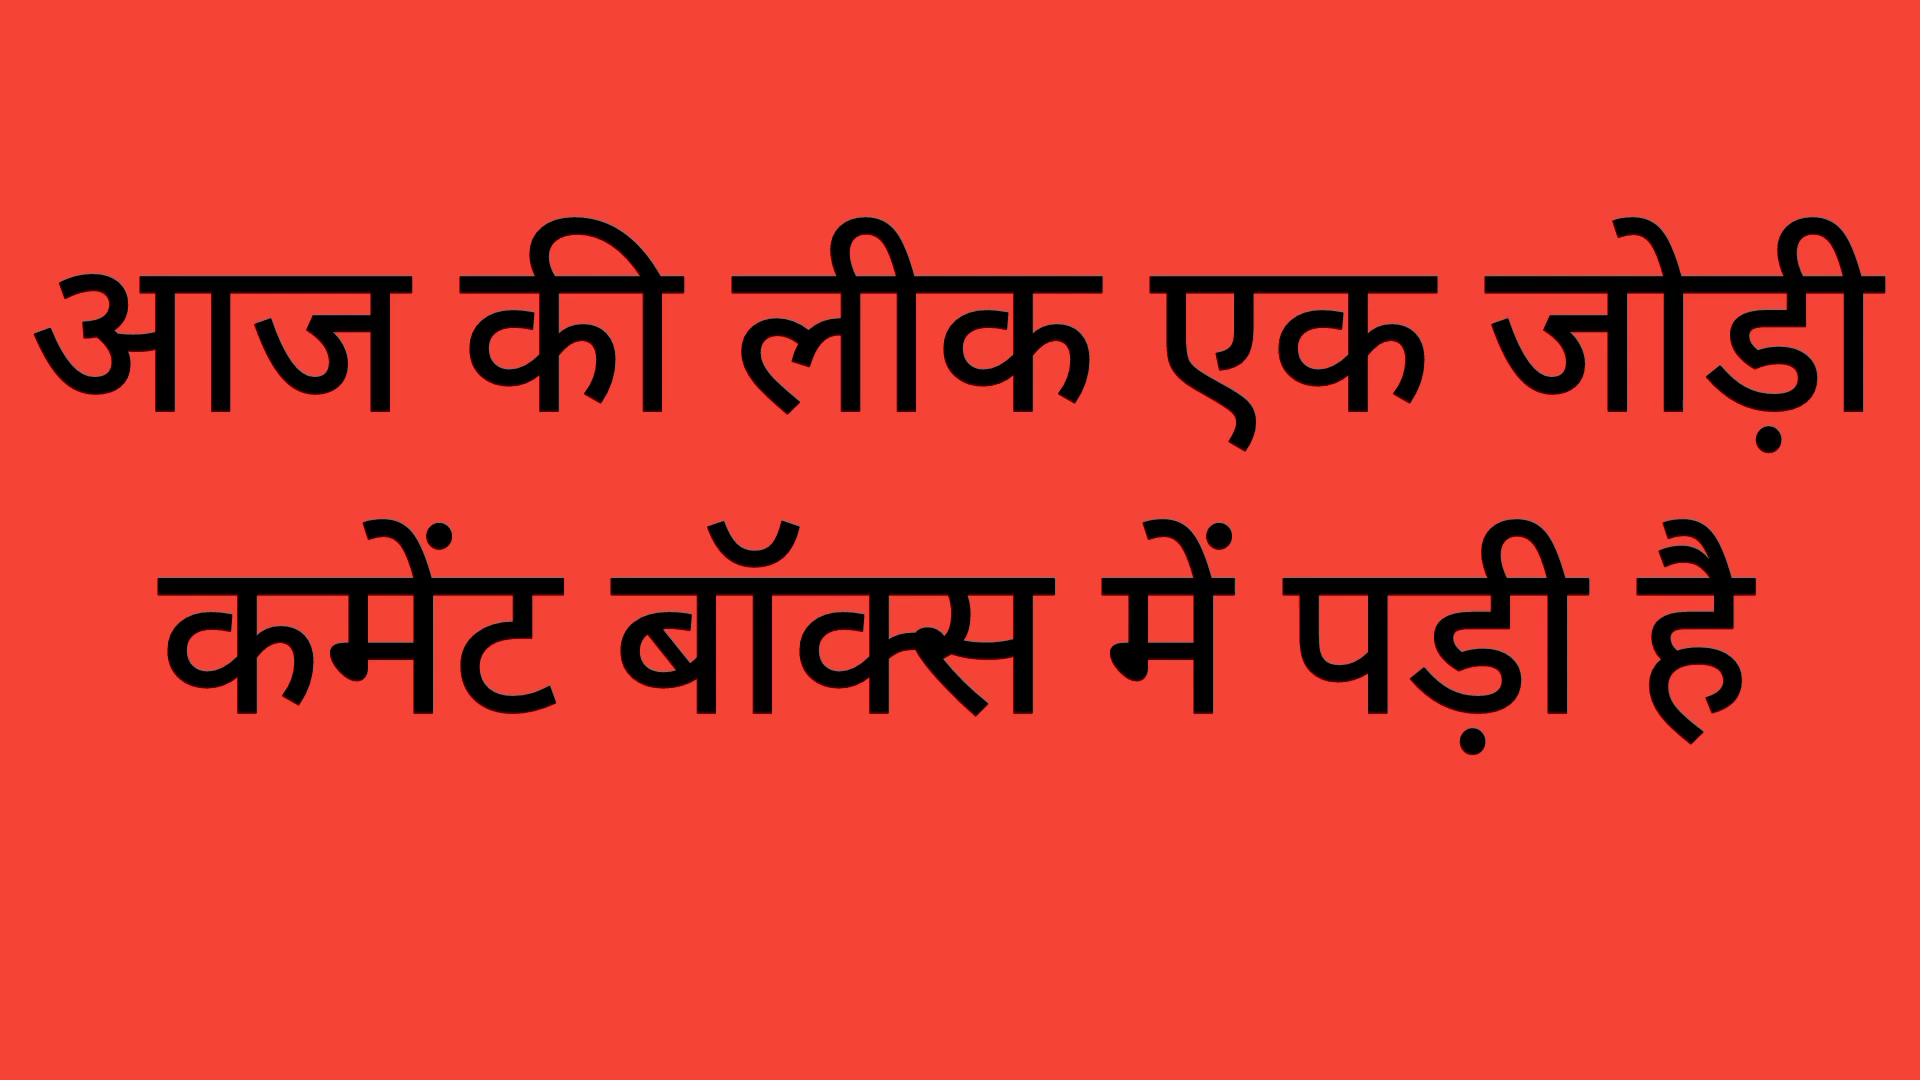 आज की लीक एक जोड़ी
कमेंट बॉक्स में पड़ी है